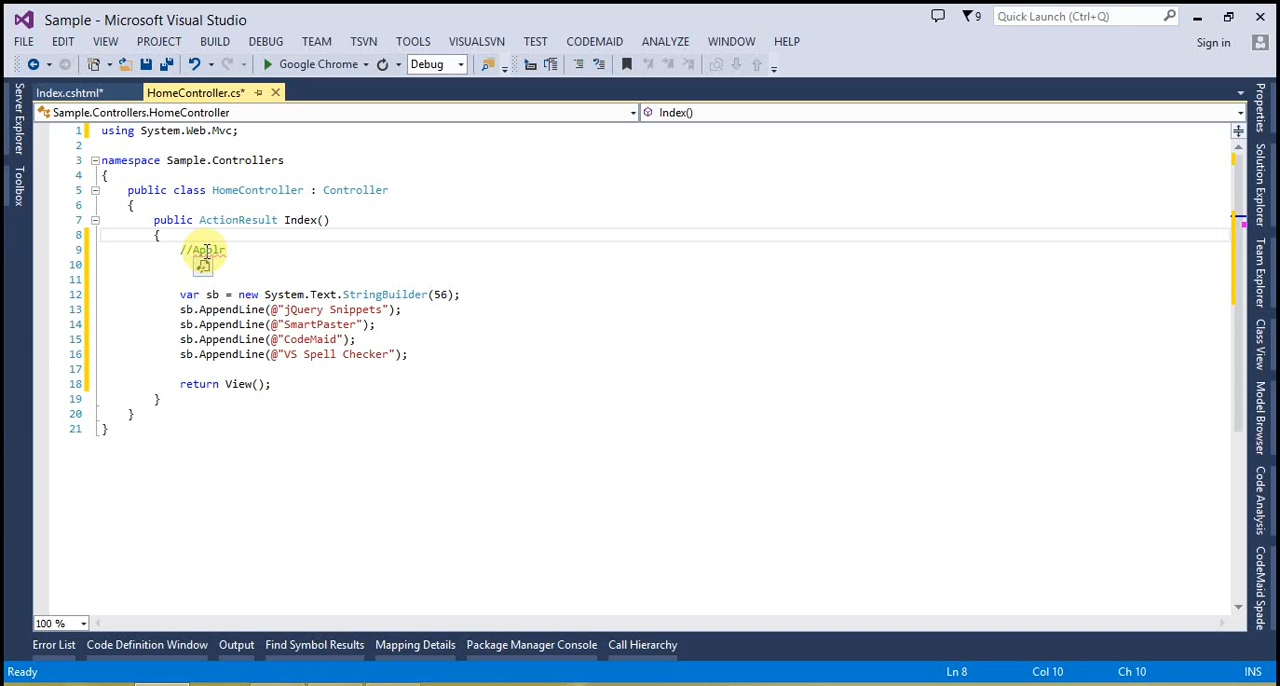 Sample - Microsoft Visual Studio
9
Quick Launch (Ctrl+Q)
FILE EDIT VIEW PROJECT BUILD DEBUG TEAM TSVN TOOLS VISUALSVN TEST CODEMAID ANALYZE WINDOW HELP
Sign in
Google Chrome
Debug
Index.cshtml*
HomeController.cs*
Sample.Controllers.HomeController
Index()
1 using System.Web.Mvc;
2
3 namespace Sample.Controllers
4 {
5 public class HomeController : Controller
6 {
7 public ActionResult Index()
8 {
9 //Applr
10
11
12 var sb = new System.Text.StringBuilder(56);
13 sb.AppendLine(@"jQuery Snippets");
14 sb.AppendLine(@"SmartPaster");
15 sb.AppendLine(@"CodeMaid");
16 sb.AppendLine(@"VS Spell Checker");
17
18 return View();
19 }
20 }
21 }
Server Explorer
Toolbox
Properties
Solution Explorer
Team Explorer
Class View
Model Browser
Code Analysis
CodeMaid Spade
100 %
Error List
Code Definition Window
Output
Find Symbol Results
Mapping Details
Package Manager Console
Call Hierarchy
Ready
Ln 8
Col 10
Ch 10
INS